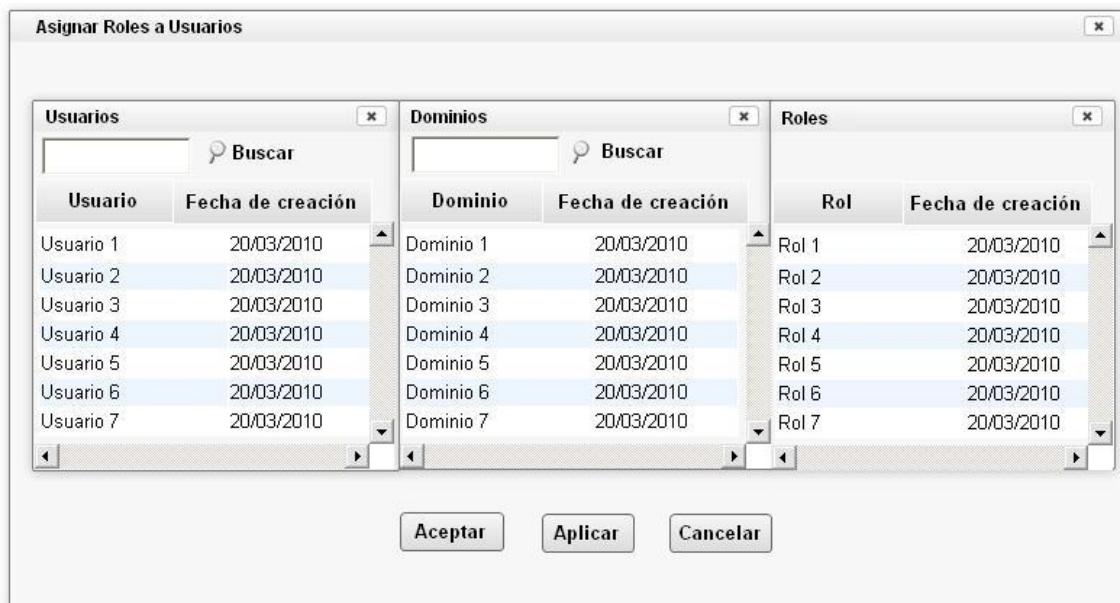 Asignar Roles a Usuarios
Usuarios Dominios Roles
Buscar Buscar
Usuario Fecha de creación Dominio Fecha de creación Rol Fecha de creación
Usuario 1 20/03/2010 Dominio 1 20/03/2010 Rol 1 20/03/2010
Usuario 2 20/03/2010 Dominio 2 20/03/2010 Rol 2 20/03/2010
Usuario 3 20/03/2010 Dominio 3 20/03/2010 Rol 3 20/03/2010
Usuario 4 20/03/2010 Dominio 4 20/03/2010 Rol 4 20/03/2010
Usuario 5 20/03/2010 Dominio 5 20/03/2010 Rol 5 20/03/2010
Usuario 6 20/03/2010 Dominio 6 20/03/2010 Rol 6 20/03/2010
Usuario 7 20/03/2010 Dominio 7 20/03/2010 Rol 7 20/03/2010
Aceptar Aplicar Cancelar